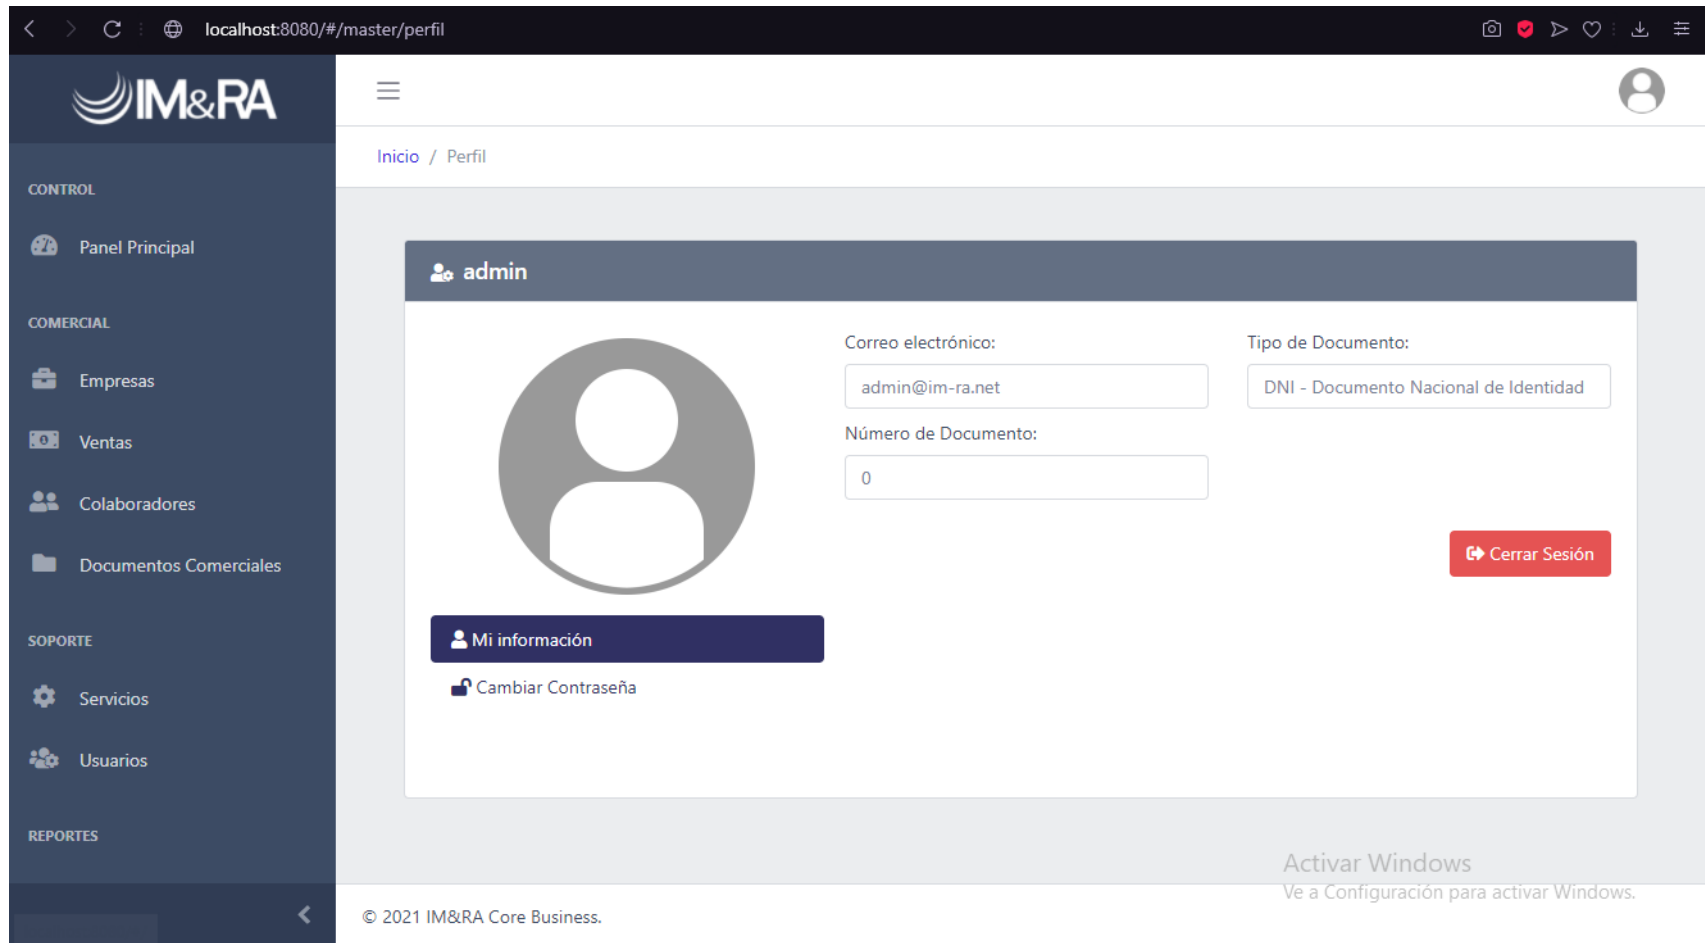 localhost:8080/#/master/perfil
IM&RA
Inicio / Perfil
CONTROL
Panel Principal
COMERCIAL
Empresas
Ventas
Colaboradores
Documentos Comerciales
SOPORTE
Servicios
Usuarios
REPORTES
admin
Mi información
Cambiar Contraseña
Correo electrónico:
admin@im-ra.net
Tipo de Documento:
DNI - Documento Nacional de Identidad
Número de Documento:
0
Cerrar Sesión
Activar Windows
Ve a Configuración para activar Windows.
© 2021 IM&RA Core Business.